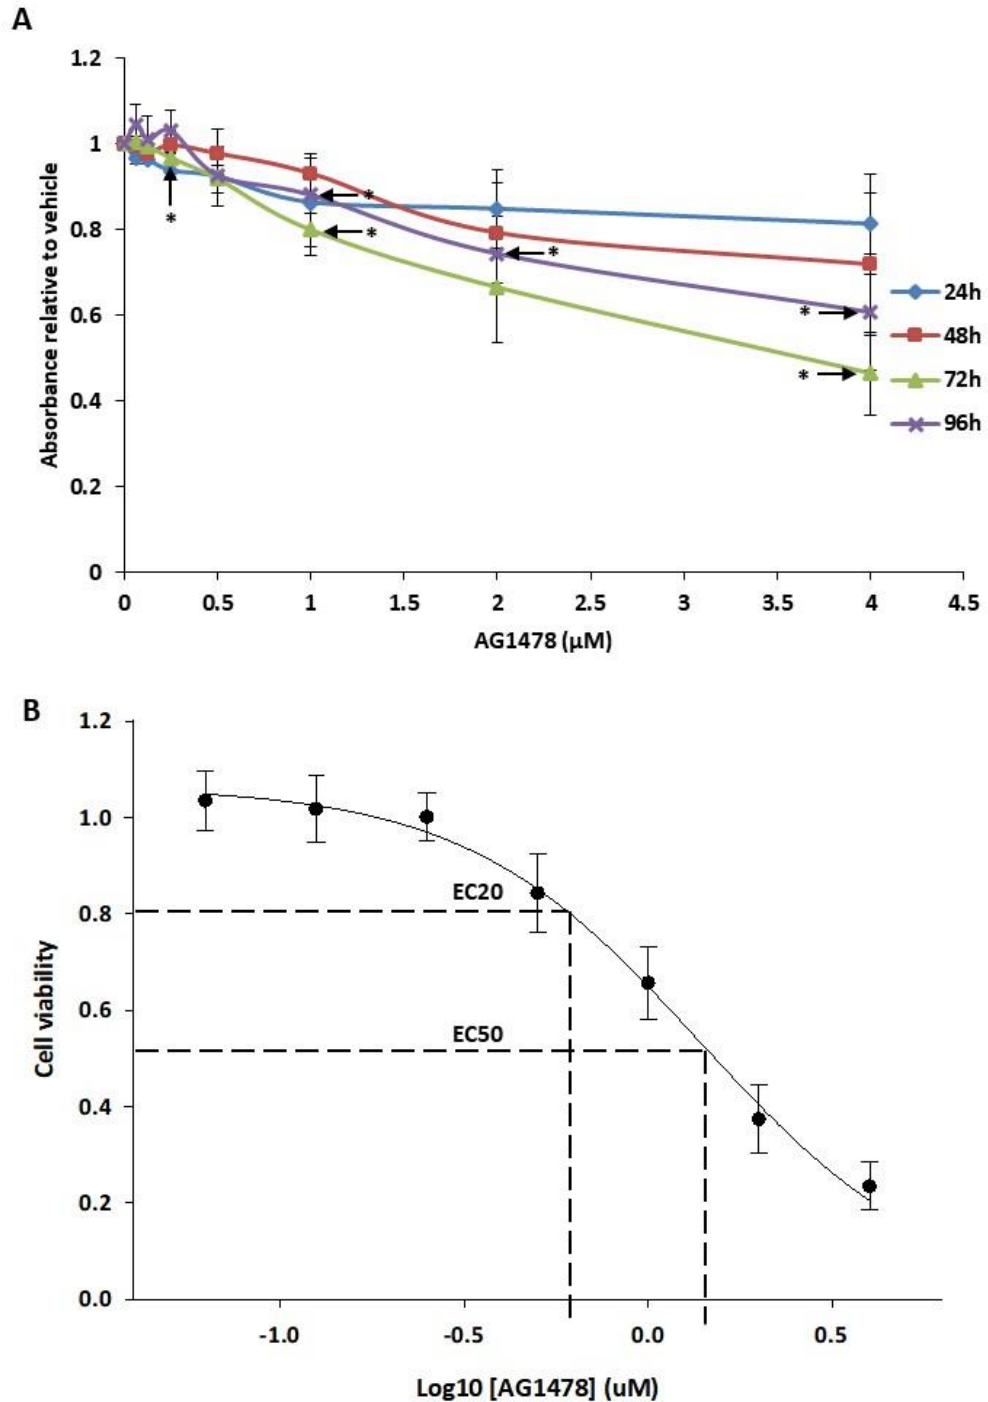 A
1.2
1
0.8
0.6
0.4
0.2
0
Absorbance relative to vehicle
*
*
*
*
*
*
24h
48h
72h
96h
0 0.5 1 1.5 2 2.5 3 3.5 4 4.5
AG1478 (µM)
B
1.2
1.0
0.8
0.6
0.4
0.2
0.0
Cell viability
EC20
EC50
-1.0 -0.5 0.0 0.5
Log10 [AG1478] (uM)